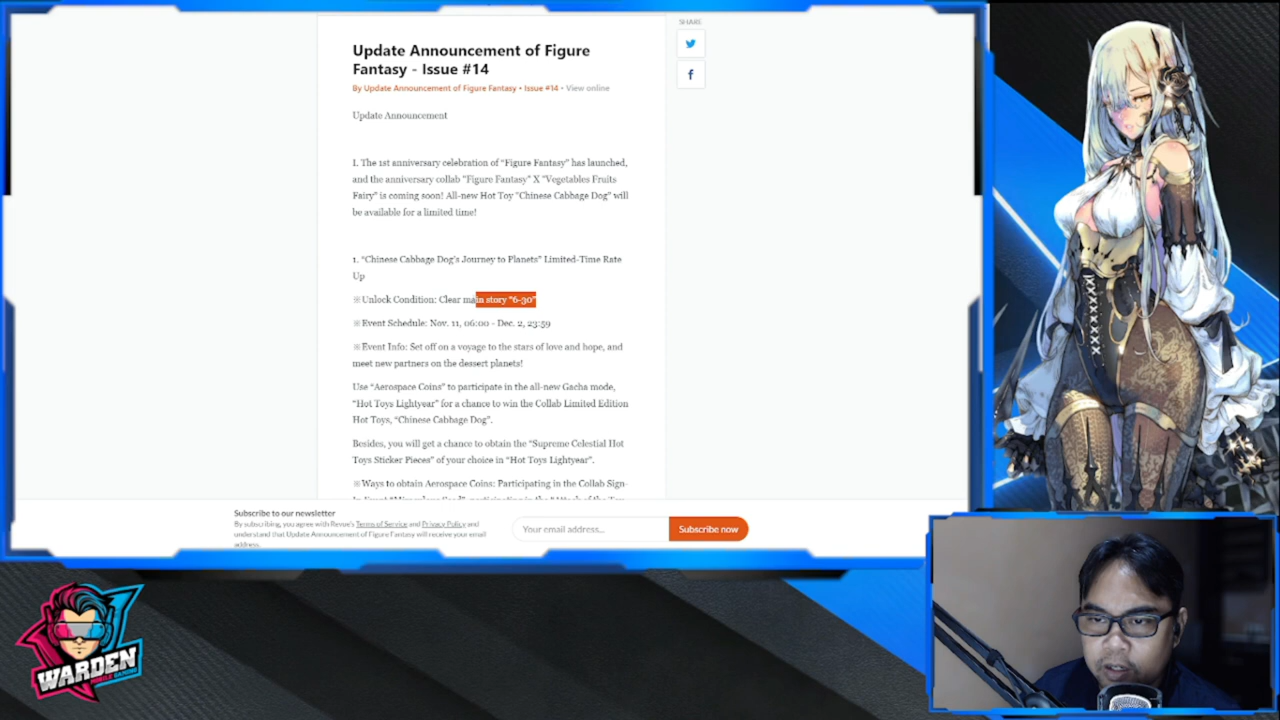 SHARE
Update Announcement of Figure
Fantasy - Issue #14
By Update Announcement of Figure Fantasy • Issue #14 • View online
Update Announcement
I. The 1st anniversary celebration of "Figure Fantasy" has launched,
and the anniversary collab "Figure Fantasy" X "Vegetables Fruits
Fairy" is coming soon! All-new Hot Toy "Chinese Cabbage Dog" will
be available for a limited time!
1. "Chinese Cabbage Dog's Journey to Planets" Limited-Time Rate
Up
※Unlock Condition: Clear main story "6-30"
※Event Schedule: Nov. 11, 06:00 - Dec. 2, 23:59
※Event Info: Set off on a voyage to the stars of love and hope, and
meet new partners on the dessert planets!
Use "Aerospace Coins" to participate in the all-new Gacha mode,
"Hot Toys Lightyear" for a chance to win the Collab Limited Edition
Hot Toys, "Chinese Cabbage Dog".
Besides, you will get a chance to obtain the "Supreme Celestial Hot
Toys Sticker Pieces" of your choice in "Hot Toys Lightyear".
※Ways to obtain Aerospace Coins: Participating in the Collab Sign-
Subscribe to our newsletter
By subscribing, you agree with Revue's Terms of Service and Privacy Policy and
understand that Update Announcement of Figure Fantasy will receive your email
address.
Your email address...
Subscribe now
WARDEN
MOBILE GAMING